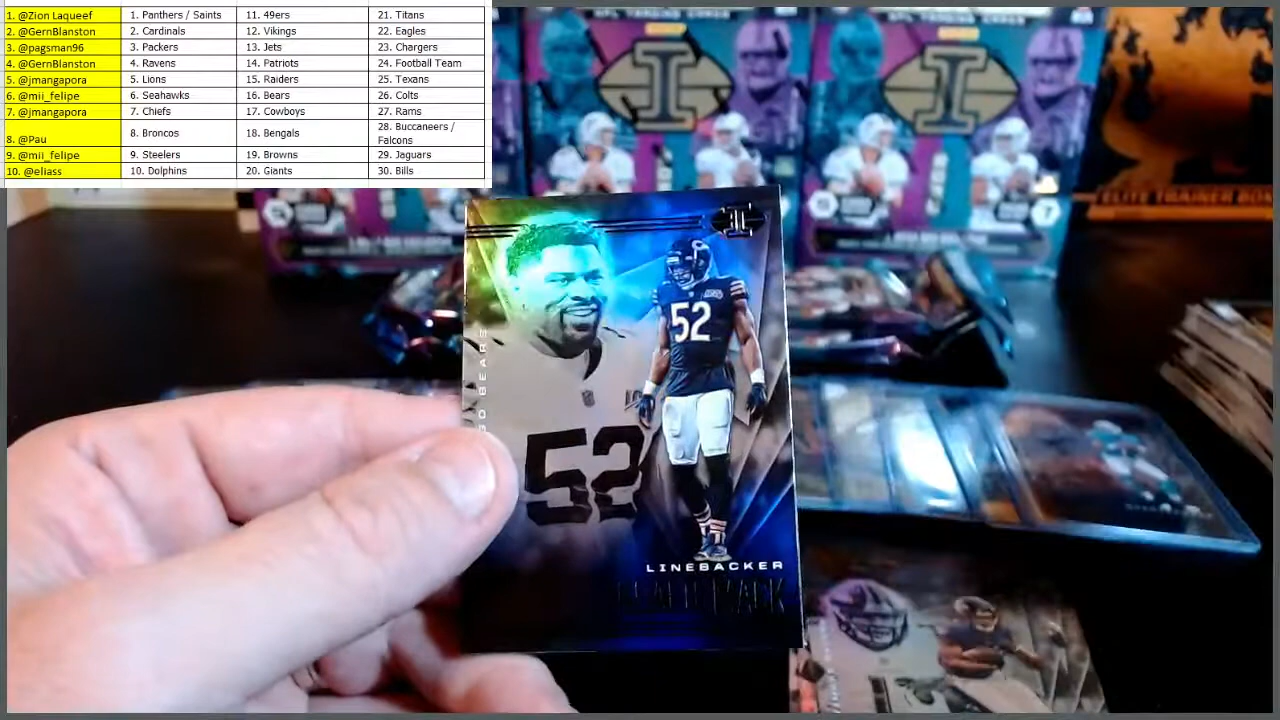 1. @Zion Laqueef 1. Panthers / Saints 11. 49ers 21. Titans
2. @GernBlanston 2. Cardinals 12. Vikings 22. Eagles
3. @pagsman96 3. Packers 13. Jets 23. Chargers
4. @GernBlanston 4. Ravens 14. Patriots 24. Football Team
5. @jmangapora 5. Lions 15. Raiders 25. Texans
6. @mii_felipe 6. Seahawks 16. Bears 26. Colts
7. @jmangapora 7. Chiefs 17. Cowboys 27. Rams
8. @Pau 8. Broncos 18. Bengals 28. Buccaneers / Falcons
9. @mii_felipe 9. Steelers 19. Browns 29. Jaguars
10. @eliass 10. Dolphins 20. Giants 30. Bills
NFL TRADING CARDS
ELITE TRAINER BOX
BEARS
52
52
LINEBACKER
MACK